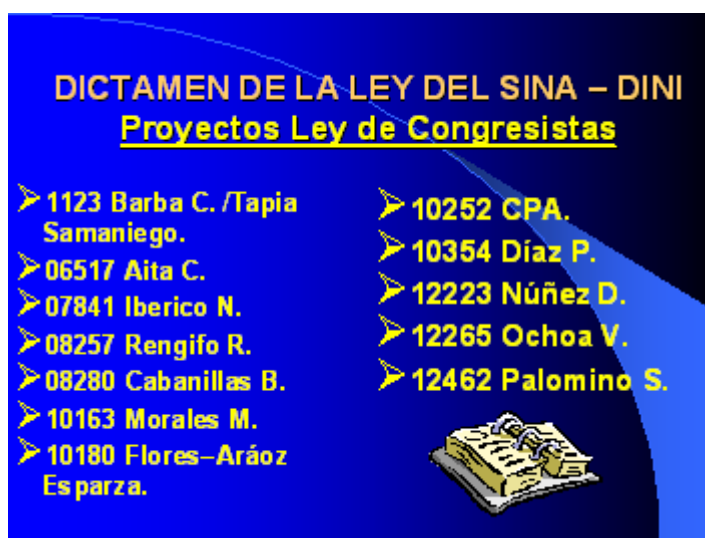 DICTAMEN DE LA LEY DEL SINA – DINI
Proyectos Ley de Congresistas
1123 Barba C. /Tapia
Samaniego.
06517 Aita C.
07841 Iberico N.
08257 Rengifo R.
08280 Cabanillas B.
10163 Morales M.
10180 Flores–Aráoz
Esparza.
10252 CPA.
10354 Díaz P.
12223 Núñez D.
12265 Ochoa V.
12462 Palomino S.